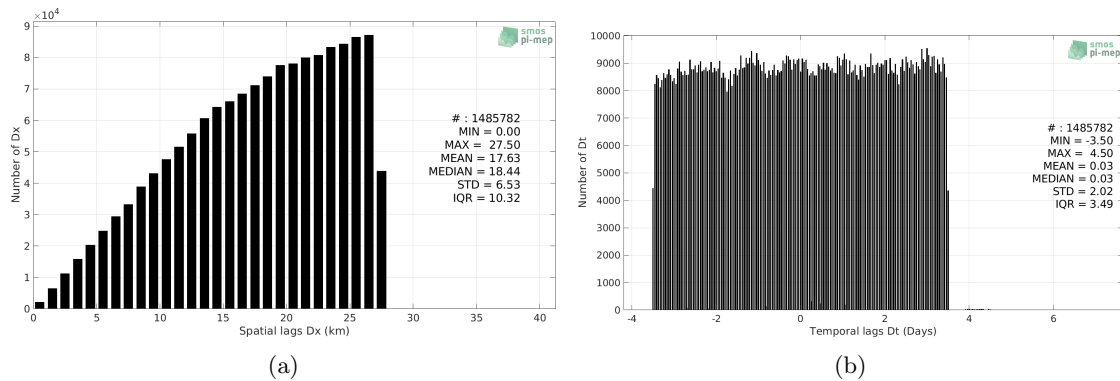 ×10⁴
9
8
7
6
5
4
3
2
1
0
Number of Dx
0 5 10 15 20 25 30 35 40
Spatial lags Dx (km)
smos
pi-mep
# : 1485782
MIN = 0.00
MAX = 27.50
MEAN = 17.63
MEDIAN = 18.44
STD = 6.53
IQR = 10.32
(a)
10000
9000
8000
7000
6000
5000
4000
3000
2000
1000
0
Number of Dt
-4 -2 0 2 4 6
Temporal lags Dt (Days)
smos
pi-mep
# : 1485782
MIN = -3.50
MAX = 4.50
MEAN = 0.03
MEDIAN = 0.03
STD = 2.02
IQR = 3.49
(b)